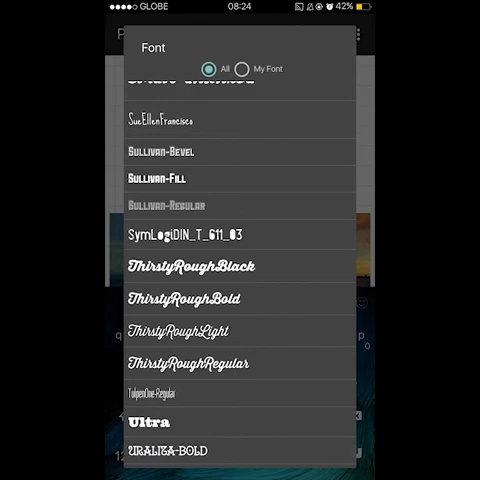 GLOBE 08:24 42%
Font
All My Font
SueEllenFrancisco
Sullivan-Bevel
Sullivan-Fill
Sullivan-Regular
SymLogiDIN_T_611_03
ThirstyRoughBlack
ThirstyRoughBold
ThirstyRoughLight
ThirstyRoughRegular
TulpenOne-Regular
Ultra
URALITA-BOLD